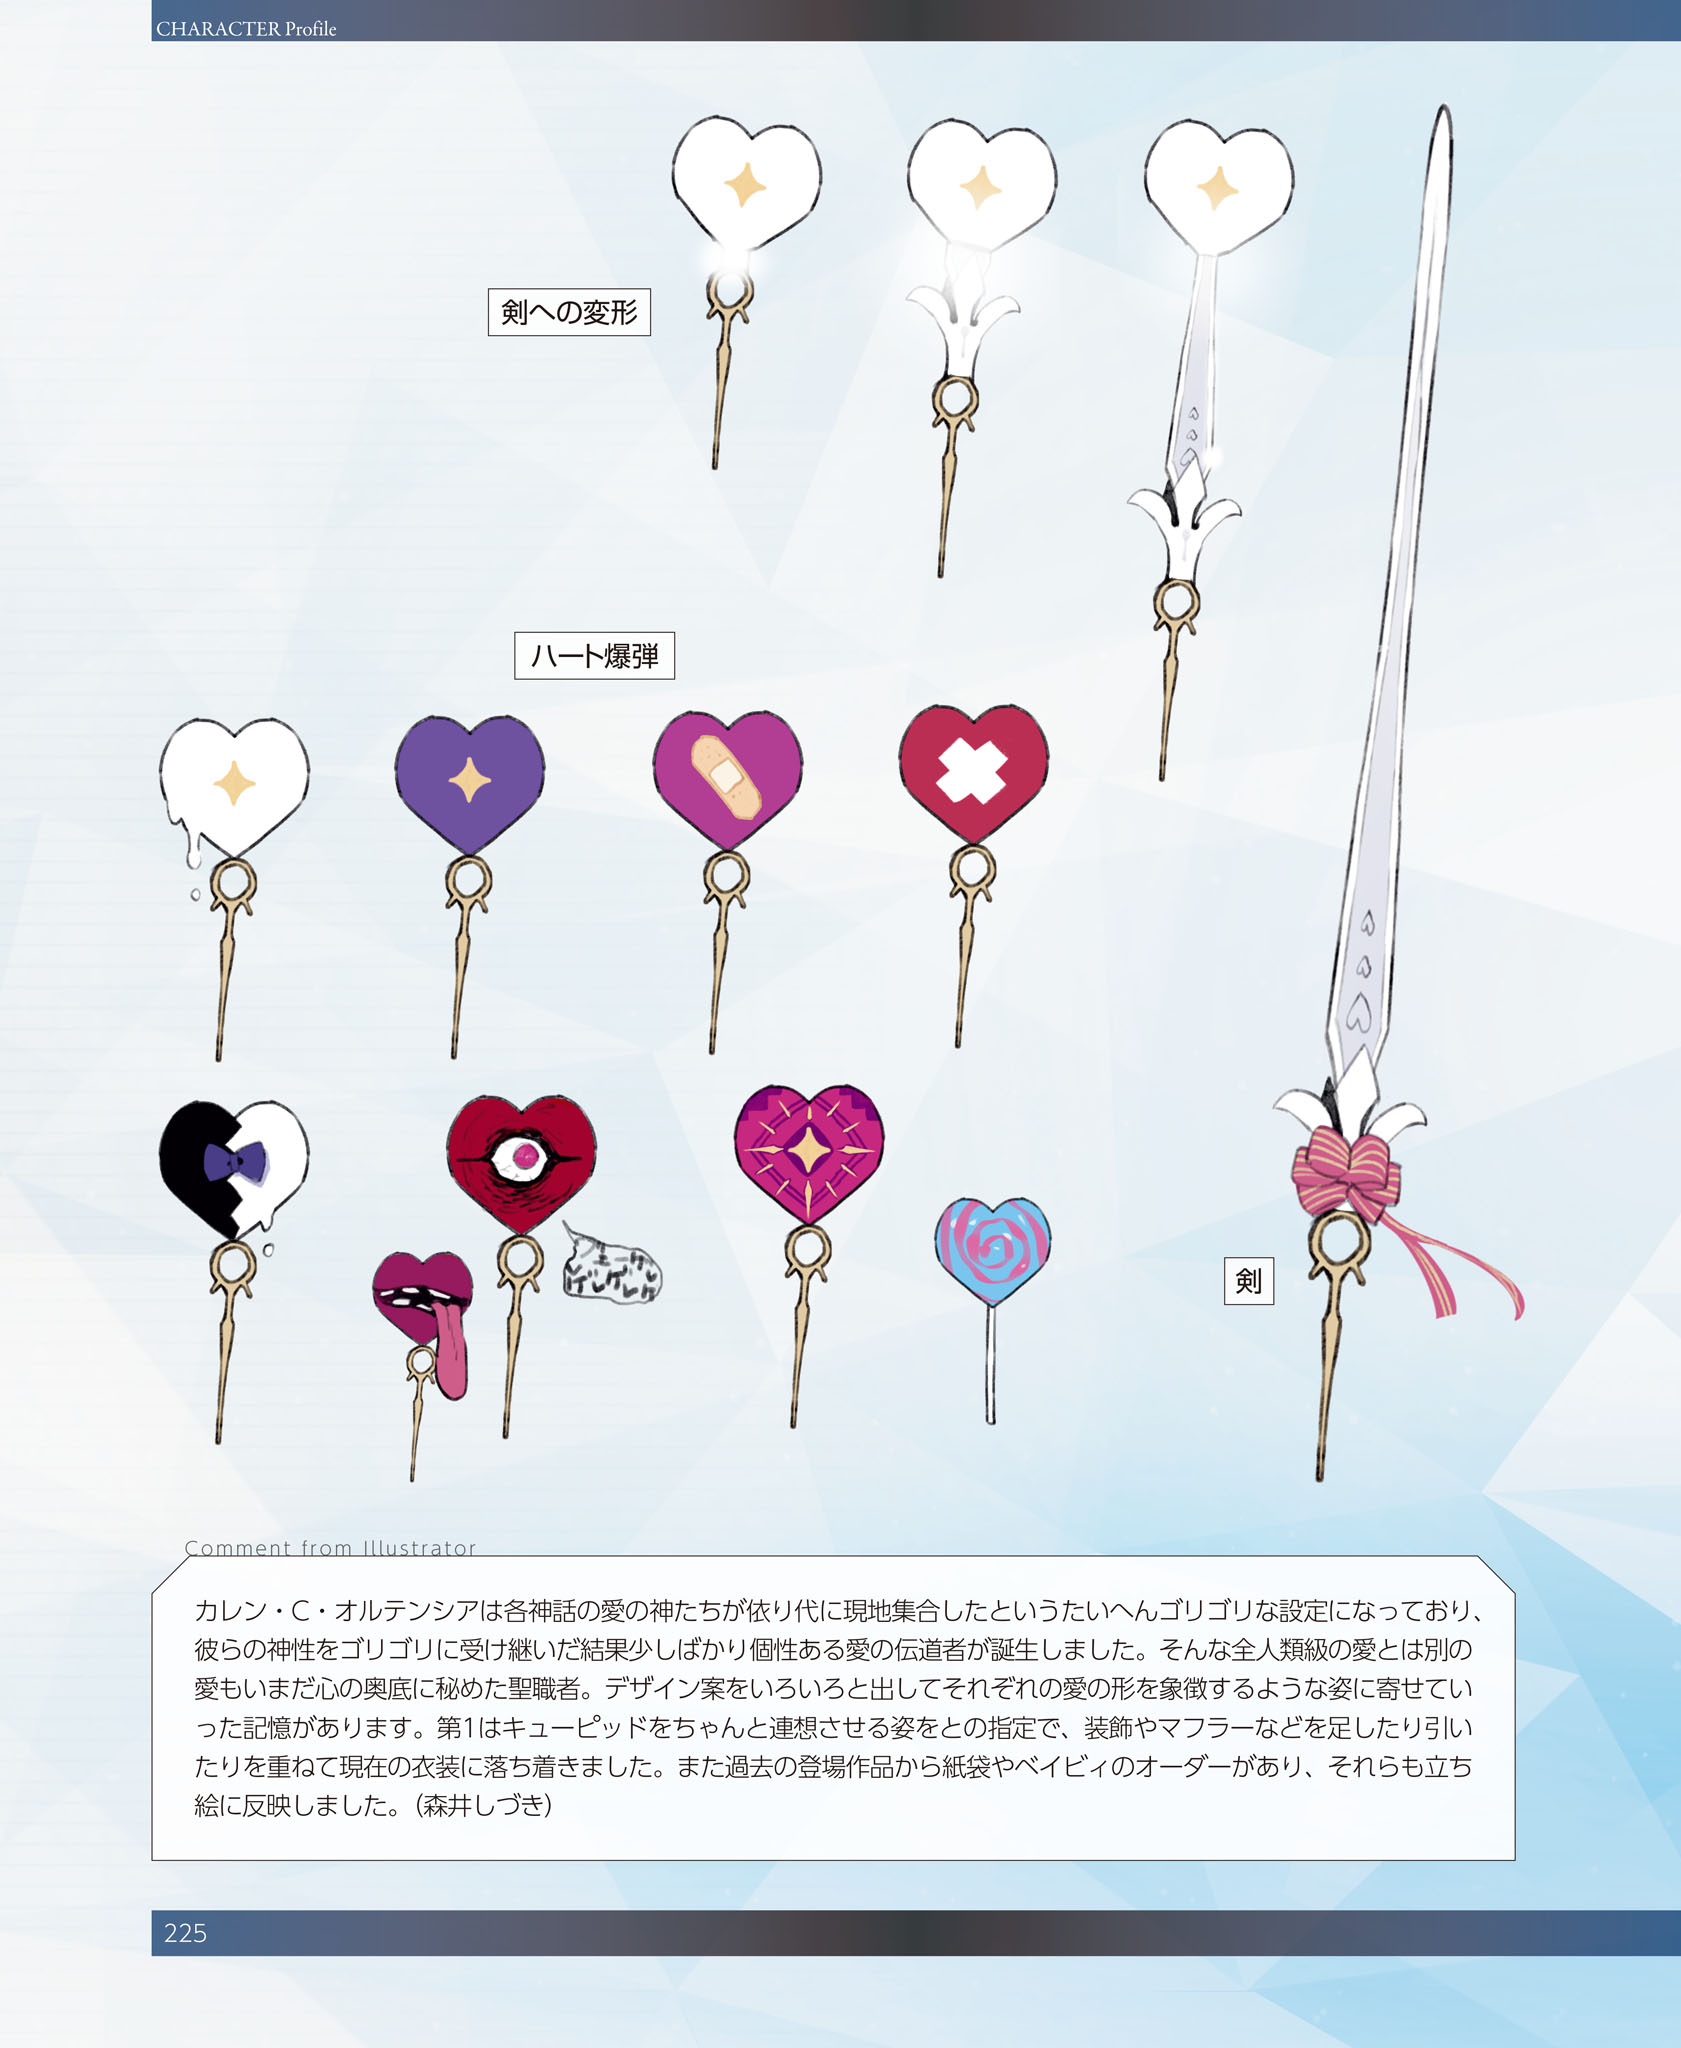 CHARACTER Profile
剣への変形
ハート爆弾
剣
Comment from Illustrator
カレン・C・オルテンシアは各神話の愛の神たちが依り代に現地集合したというたいへんゴリゴリな設定になっており、
彼らの神性をゴリゴリに受け継いだ結果少しばかり個性ある愛の伝道者が誕生しました。そんな全人類級の愛とは別の
愛もいまだ心の奥底に秘めた聖職者。デザイン案をいろいろと出してそれぞれの愛の形を象徴するような姿に寄せてい
った記憶があります。第1はキューピッドをちゃんと連想させる姿をとの指定で、装飾やマフラーなどを足したり引い
たりを重ねて現在の衣装に落ち着きました。また過去の登場作品から紙袋やベイビィのオーダーがあり、それらも立ち
絵に反映しました。（森井しづき）
225